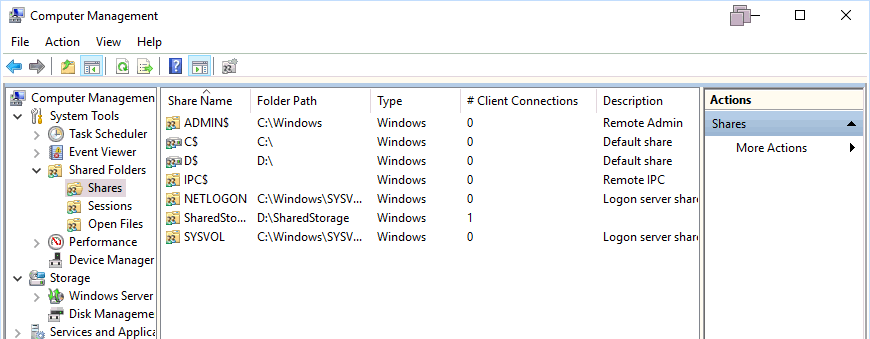 Computer Management
File Action View Help
Computer Managemen
System Tools
Task Scheduler
Event Viewer
Shared Folders
Shares
Sessions
Open Files
Performance
Device Manager
Storage
Windows Server
Disk Manageme
Services and Applica
Share Name Folder Path Type # Client Connections Description
ADMIN$ C:\Windows Windows 0 Remote Admin
C$ C:\ Windows 0 Default share
D$ D:\ Windows 0 Default share
IPC$ Windows 0 Remote IPC
NETLOGON C:\Windows\SYSV... Windows 0 Logon server shar
SharedSto... D:\SharedStorage Windows 1
SYSVOL C:\Windows\SYSV... Windows 0 Logon server shar
Actions
Shares
More Actions